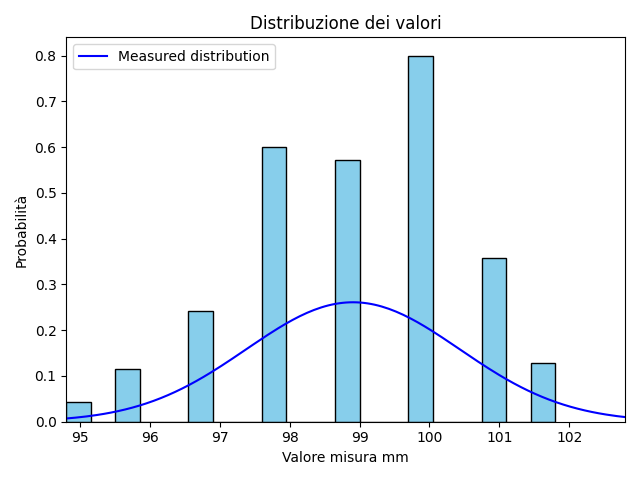 Distribuzione dei valori
Measured distribution
Probabilità
0.8
0.7
0.6
0.5
0.4
0.3
0.2
0.1
0.0
95 96 97 98 99 100 101 102
Valore misura mm